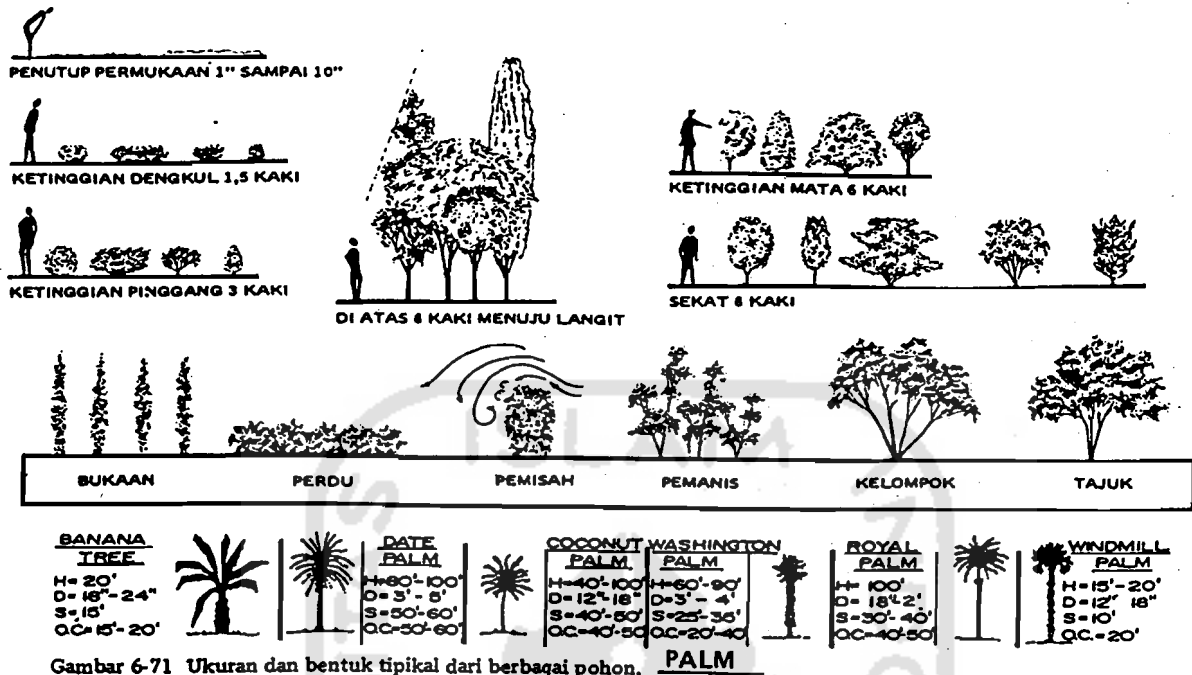 PENUTUP PERMUKAAN 1" SAMPAI 10"
KETINGGIAN DENGKUL 1,5 KAKI
KETINGGIAN PINGGANG 3 KAKI
DI ATAS 6 KAKI MENUJU LANGIT
KETINGGIAN MATA 6 KAKI
SEKAT 6 KAKI
BUKAAN
PERDU
PEMISAH
PEMANIS
KELOMPOK
TAJUK
ISLAM
BANANA
TREE
H= 20'
D= 18"-24"
S= 15'
O.C=15'-20'
DATE
PALM
H=80'-100'
D=3'-5'
S=50'-60'
O.C=50'-60'
COCONUT
PALM
H=40'-100'
D=12"-18"
S=40'-50'
O.C=40'-50
WASHINGTON
PALM
H=60'-90'
D=3'-4'
S=25'-35'
O.C=20'-40'
ROYAL
PALM
H= 100'
D= 18"-2'
S=30'-40'
O.C=40'-50'
WINDMILL
PALM
H=15'-20'
D=12" 18"
S=10'
O.C.=20'
Gambar 6-71 Ukuran dan bentuk tipikal dari berbagai pohon.
PALM